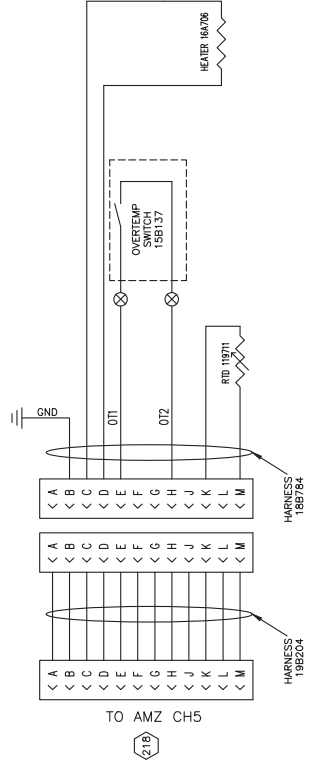 HEATER 16A706
OVERTEMP
SWITCH
15B137
RTD 119711
GND
OT1
OT2
A
B
C
D
E
F
G
H
J
K
L
M
HARNESS
18B784
A
B
C
D
E
F
G
H
J
K
L
M
HARNESS
19B204
A
B
C
D
E
F
G
H
J
K
L
M
TO AMZ CH5
218